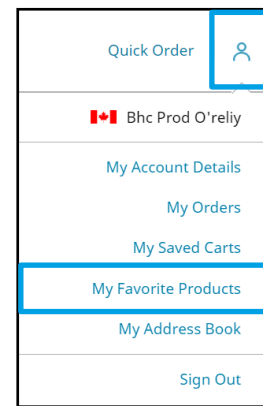 Quick Order
Bhc Prod O'reliy
My Account Details
My Orders
My Saved Carts
My Favorite Products
My Address Book
Sign Out